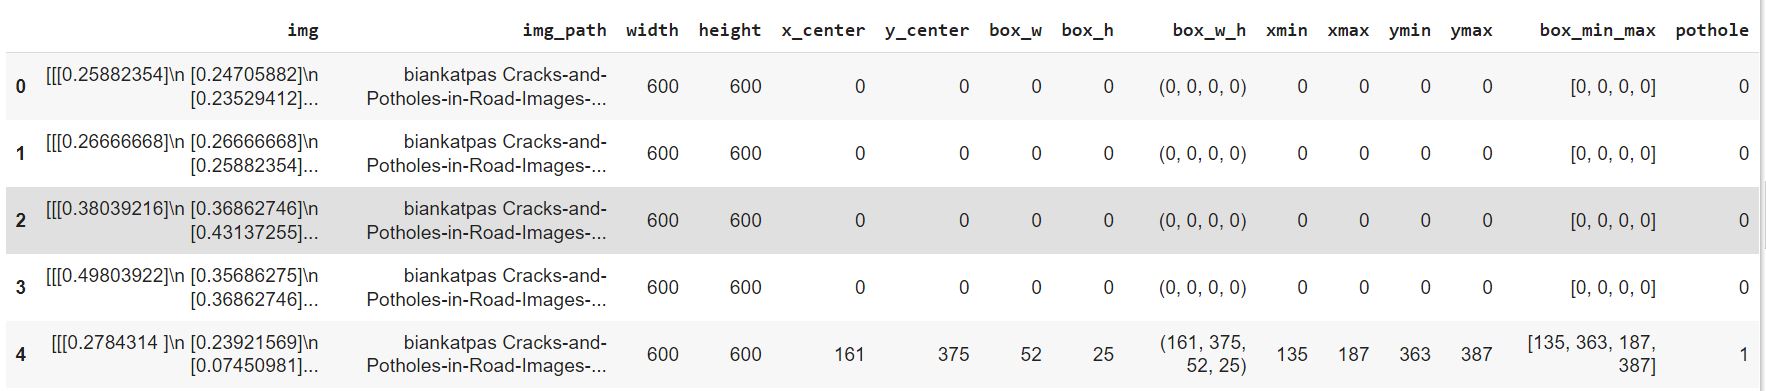 img img_path width height x_center y_center box_w box_h box_w_h xmin xmax ymin ymax box_min_max pothole
0 [[[0.25882354]\n [0.24705882]\n [0.23529412]... biankatpas Cracks-and-Potholes-in-Road-Images-... 600 600 0 0 0 0 (0, 0, 0, 0) 0 0 0 0 [0, 0, 0, 0] 0
1 [[[0.26666668]\n [0.26666668]\n [0.25882354]... biankatpas Cracks-and-Potholes-in-Road-Images-... 600 600 0 0 0 0 (0, 0, 0, 0) 0 0 0 0 [0, 0, 0, 0] 0
2 [[[0.38039216]\n [0.36862746]\n [0.43137255]... biankatpas Cracks-and-Potholes-in-Road-Images-... 600 600 0 0 0 0 (0, 0, 0, 0) 0 0 0 0 [0, 0, 0, 0] 0
3 [[[0.49803922]\n [0.35686275]\n [0.36862746]... biankatpas Cracks-and-Potholes-in-Road-Images-... 600 600 0 0 0 0 (0, 0, 0, 0) 0 0 0 0 [0, 0, 0, 0] 0
4 [[[0.2784314 ]\n [0.23921569]\n [0.07450981]... biankatpas Cracks-and-Potholes-in-Road-Images-... 600 600 161 375 52 25 (161, 375, 52, 25) 135 187 363 387 [135, 363, 187, 387] 1